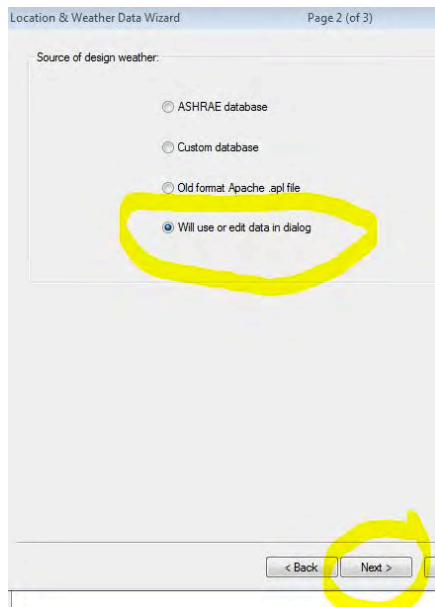 Location & Weather Data Wizard Page 2 (of 3)
Source of design weather:
ASHRAE database
Custom database
Old format Apache .apl file
Will use or edit data in dialog
< Back Next >